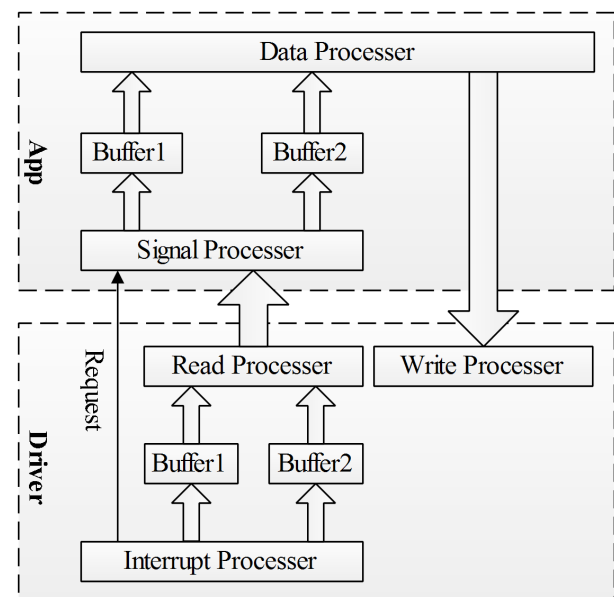 Data Processer
App
Buffer1
Buffer2
Signal Processer
Request
Read Processer
Write Processer
Driver
Buffer1
Buffer2
Interrupt Processer